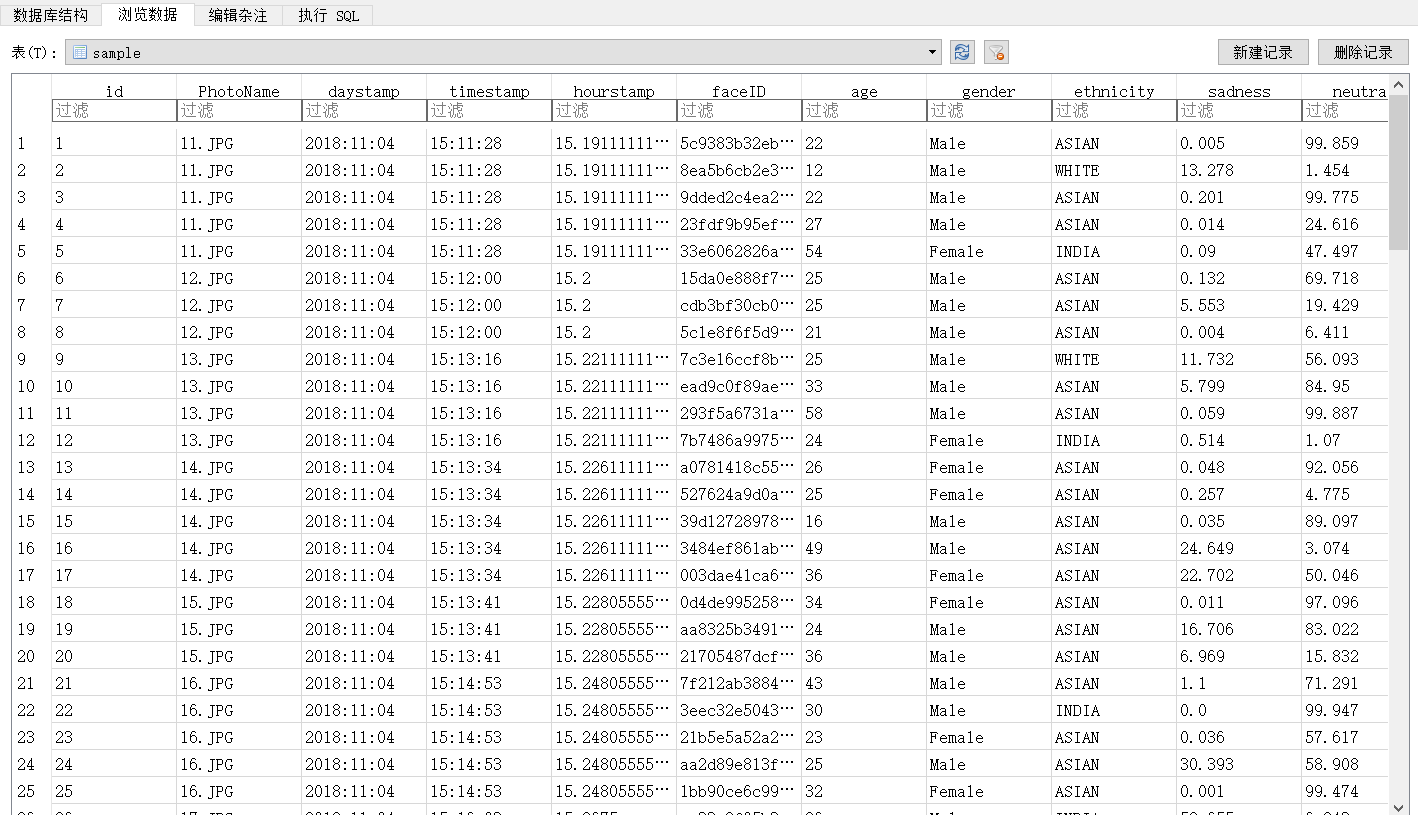 数据库结构 浏览数据 编辑杂注 执行 SQL
表(T): sample 新建记录 删除记录
id PhotoName daystamp timestamp hourstamp faceID age gender ethnicity sadness neutra
过滤 过滤 过滤 过滤 过滤 过滤 过滤 过滤 过滤 过滤 过滤
1 1 11.JPG 2018:11:04 15:11:28 15.19111111… 5c9383b32eb… 22 Male ASIAN 0.005 99.859
2 2 11.JPG 2018:11:04 15:11:28 15.19111111… 8ea5b6cb2e3… 12 Male WHITE 13.278 1.454
3 3 11.JPG 2018:11:04 15:11:28 15.19111111… 9dded2c4ea2… 22 Male ASIAN 0.201 99.775
4 4 11.JPG 2018:11:04 15:11:28 15.19111111… 23fdf9b95ef… 27 Male ASIAN 0.014 24.616
5 5 11.JPG 2018:11:04 15:11:28 15.19111111… 33e6062826a… 54 Female INDIA 0.09 47.497
6 6 12.JPG 2018:11:04 15:12:00 15.2 15da0e888f7… 25 Male ASIAN 0.132 69.718
7 7 12.JPG 2018:11:04 15:12:00 15.2 cdb3bf30cb0… 25 Male ASIAN 5.553 19.429
8 8 12.JPG 2018:11:04 15:12:00 15.2 5c1e8f6f5d9… 21 Male ASIAN 0.004 6.411
9 9 13.JPG 2018:11:04 15:13:16 15.22111111… 7c3e16ccf8b… 25 Male WHITE 11.732 56.093
10 10 13.JPG 2018:11:04 15:13:16 15.22111111… ead9c0f89ae… 33 Male ASIAN 5.799 84.95
11 11 13.JPG 2018:11:04 15:13:16 15.22111111… 293f5a6731a… 58 Male ASIAN 0.059 99.887
12 12 13.JPG 2018:11:04 15:13:16 15.22111111… 7b7486a9975… 24 Female INDIA 0.514 1.07
13 13 14.JPG 2018:11:04 15:13:34 15.22611111… a0781418c55… 26 Female ASIAN 0.048 92.056
14 14 14.JPG 2018:11:04 15:13:34 15.22611111… 527624a9d0a… 25 Female ASIAN 0.257 4.775
15 15 14.JPG 2018:11:04 15:13:34 15.22611111… 39d12728978… 16 Male ASIAN 0.035 89.097
16 16 14.JPG 2018:11:04 15:13:34 15.22611111… 3484ef861ab… 49 Male ASIAN 24.649 3.074
17 17 14.JPG 2018:11:04 15:13:34 15.22611111… 003dae41ca6… 36 Female ASIAN 22.702 50.046
18 18 15.JPG 2018:11:04 15:13:41 15.22805555… 0d4de995258… 34 Female ASIAN 0.011 97.096
19 19 15.JPG 2018:11:04 15:13:41 15.22805555… aa8325b3491… 24 Male ASIAN 16.706 83.022
20 20 15.JPG 2018:11:04 15:13:41 15.22805555… 21705487dcf… 36 Male ASIAN 6.969 15.832
21 21 16.JPG 2018:11:04 15:14:53 15.24805555… 7f212ab3884… 43 Male ASIAN 1.1 71.291
22 22 16.JPG 2018:11:04 15:14:53 15.24805555… 3eec32e5043… 30 Male INDIA 0.0 99.947
23 23 16.JPG 2018:11:04 15:14:53 15.24805555… 21b5e5a52a2… 23 Female ASIAN 0.036 57.617
24 24 16.JPG 2018:11:04 15:14:53 15.24805555… aa2d89e813f… 25 Male ASIAN 30.393 58.908
25 25 16.JPG 2018:11:04 15:14:53 15.24805555… 1bb90ce6c99… 32 Female ASIAN 0.001 99.474